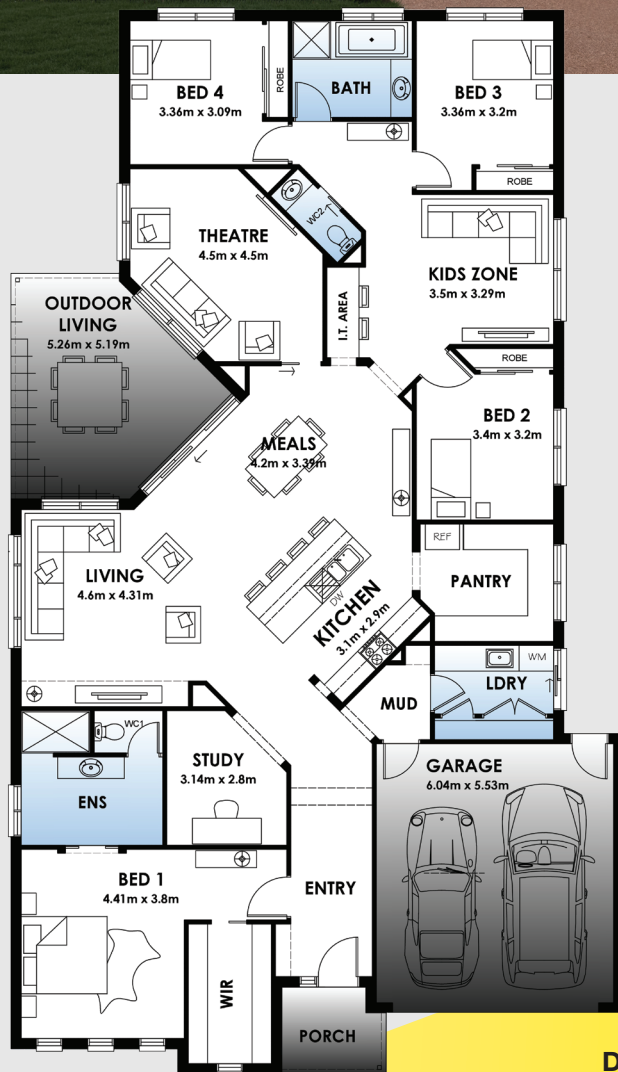 BED 4
3.36m x 3.09m
ROBE
BATH
BED 3
3.36m x 3.2m
ROBE
WC2
THEATRE
4.5m x 4.5m
KIDS ZONE
3.5m x 3.29m
I.T. AREA
OUTDOOR
LIVING
5.26m x 5.19m
ROBE
BED 2
3.4m x 3.2m
MEALS
4.2m x 3.39m
REF
PANTRY
LIVING
4.6m x 4.31m
DW
KITCHEN
3.1m x 2.9m
WM
LDRY
MUD
WC1
STUDY
3.14m x 2.8m
ENS
GARAGE
6.04m x 5.53m
BED 1
4.41m x 3.8m
ENTRY
WIR
PORCH
D